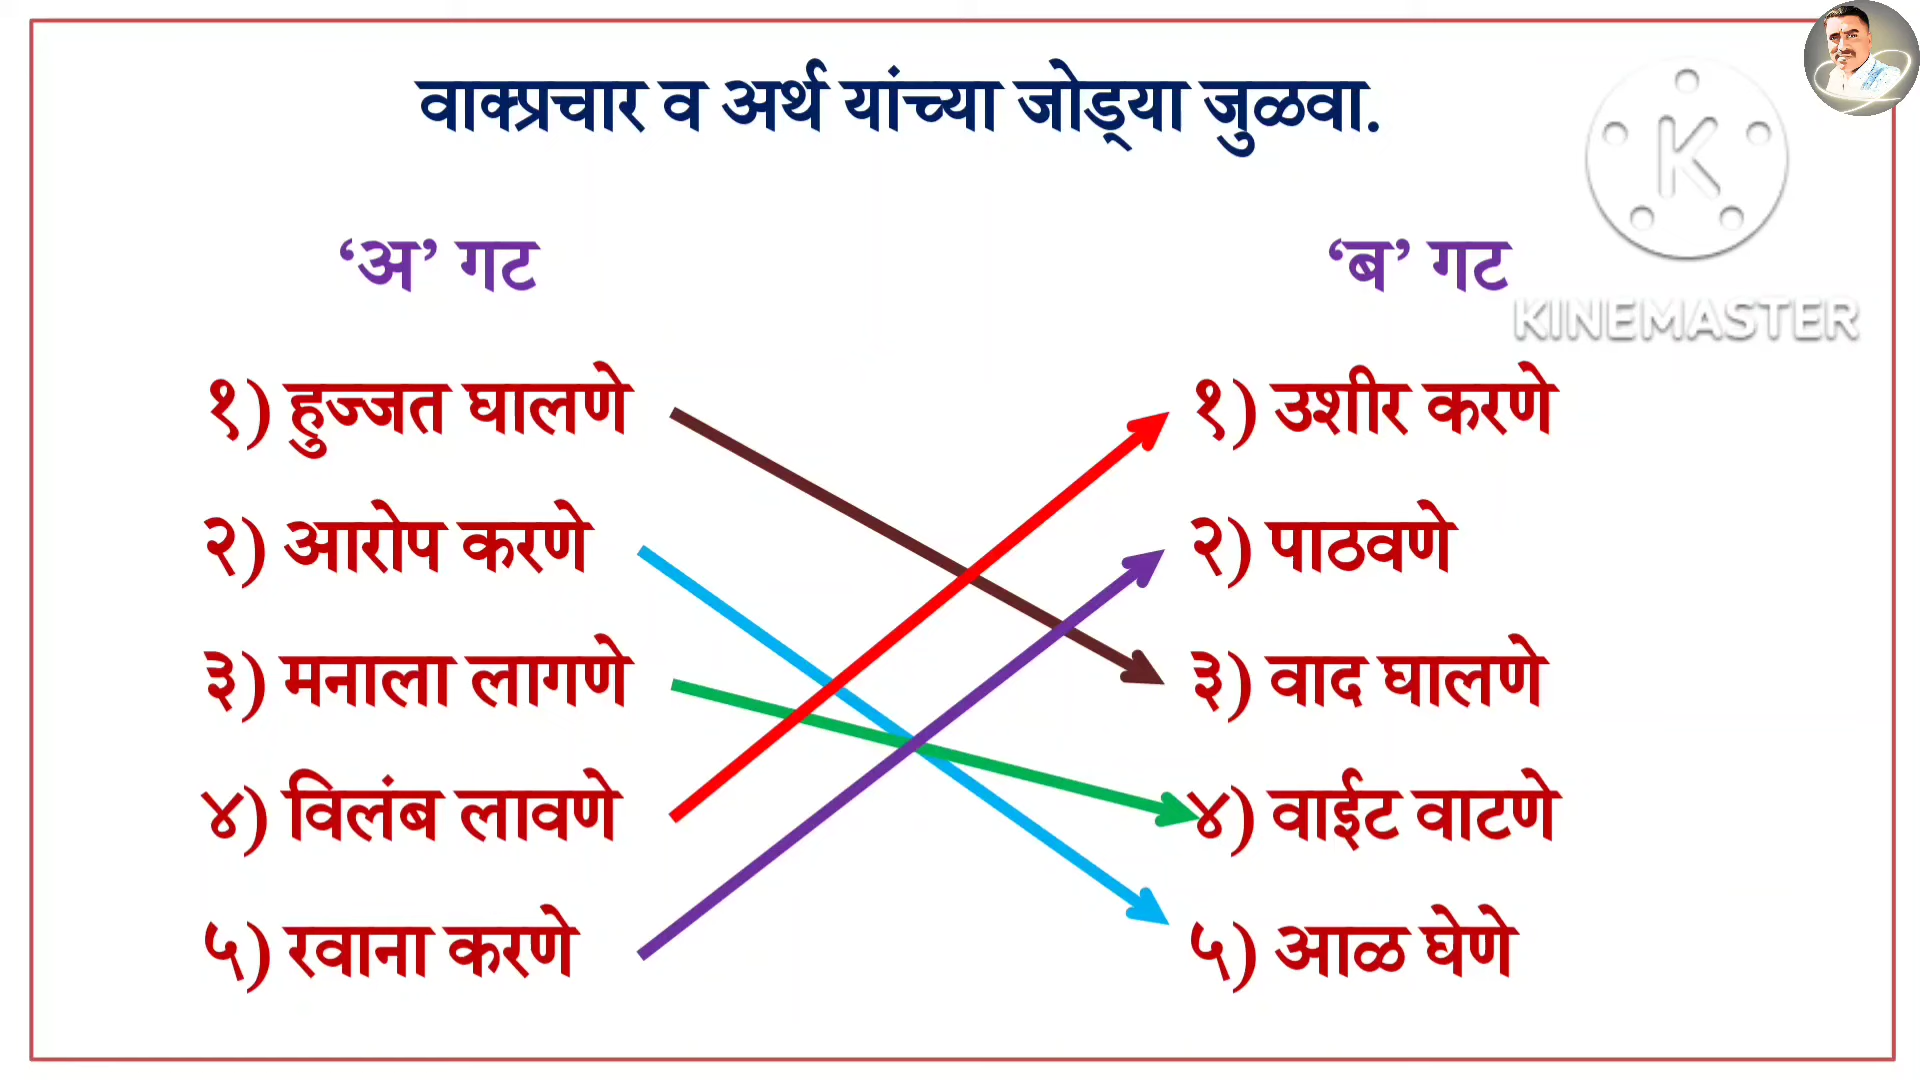 वाक्प्रचार व अर्थ यांच्या जोड्या जुळवा.
K
‘अ’ गट ‘ब’ गट
KINEMASTER
१) हुज्जत घालणे १) उशीर करणे
२) आरोप करणे २) पाठवणे
३) मनाला लागणे ३) वाद घालणे
४) विलंब लावणे ४) वाईट वाटणे
५) रवाना करणे ५) आळ घेणे